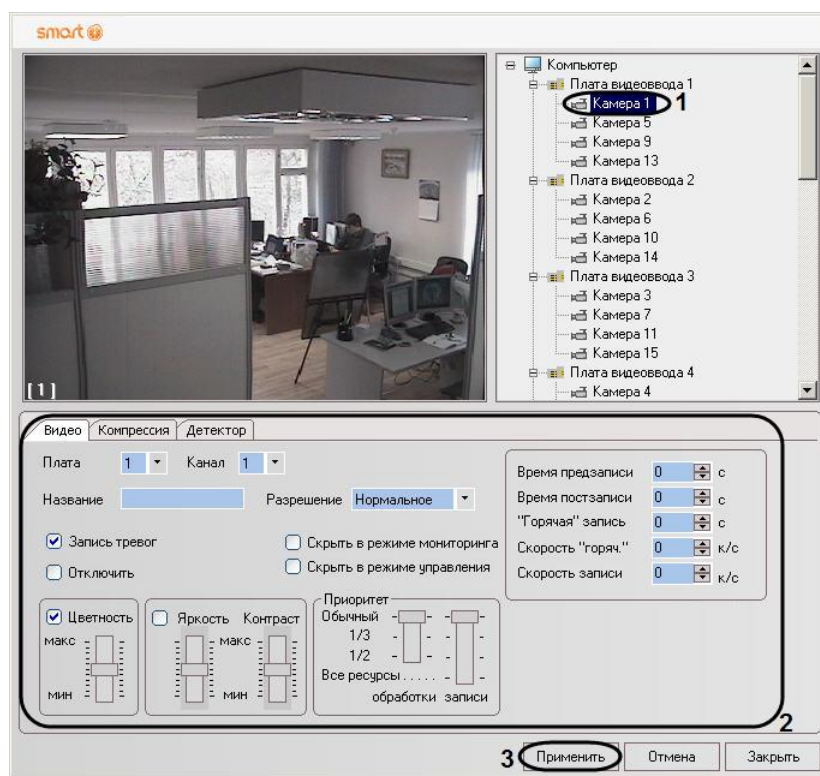 smart
Компьютер
Плата видеоввода 1
Камера 1 1
Камера 5
Камера 9
Камера 13
Плата видеоввода 2
Камера 2
Камера 6
Камера 10
Камера 14
Плата видеоввода 3
Камера 3
Камера 7
Камера 11
Камера 15
Плата видеоввода 4
Камера 4
[1]
Видео Компрессия Детектор
Плата 1 Канал 1
Название Разрешение Нормальное
Запись тревог Скрыть в режиме мониторинга
Отключить Скрыть в режиме управления
Время предзаписи 0 с
Время постзаписи 0 с
"Горячая" запись 0 с
Скорость "горяч." 0 к/с
Скорость записи 0 к/с
Цветность
макс
мин
Яркость Контраст
макс
мин
Приоритет
Обычный
1/3
1/2
Все ресурсы.....
обработки записи
2
3 Применить Отмена Закрыть